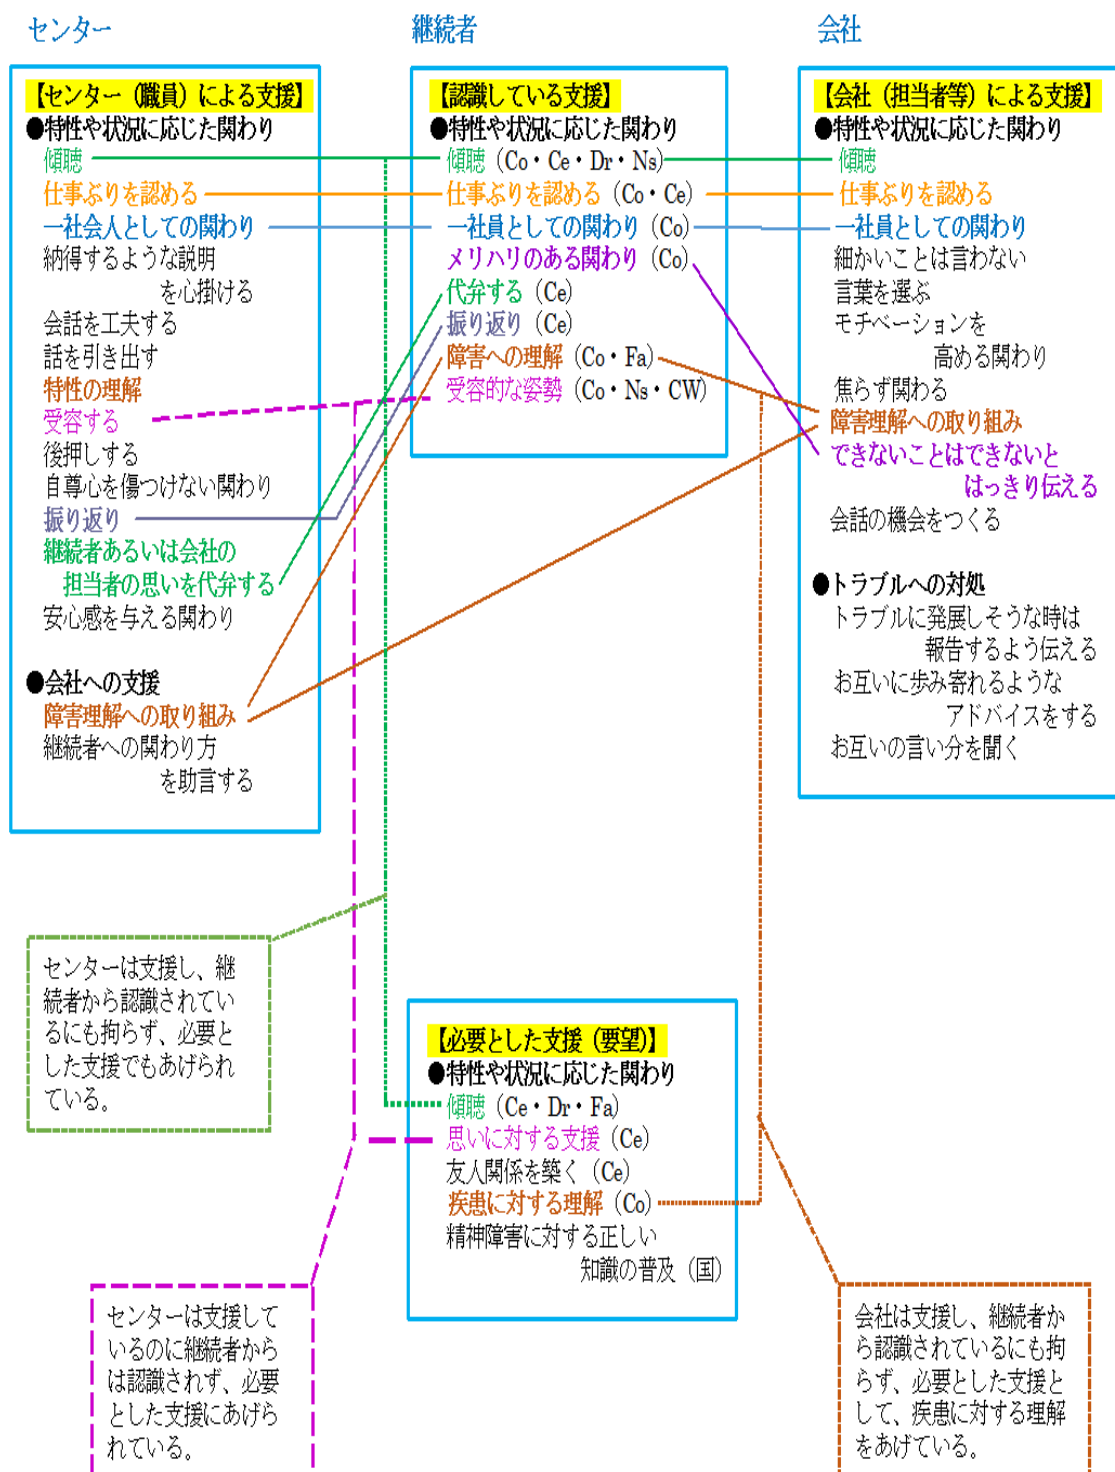 センター
継続者
会社
【センター（職員）による支援】
●特性や状況に応じた関わり
傾聴
仕事ぶりを認める
一社会人としての関わり
納得するような説明
を心掛ける
会話を工夫する
話を引き出す
特性の理解
受容する
後押しする
自尊心を傷つけない関わり
振り返り
継続者あるいは会社の
担当者の思いを代弁する
安心感を与える関わり
●会社への支援
障害理解への取り組み
継続者への関わり方
を助言する
【認識している支援】
●特性や状況に応じた関わり
傾聴（Co・Ce・Dr・Ns）
仕事ぶりを認める（Co・Ce）
一社員としての関わり（Co）
メリハリのある関わり（Co）
代弁する（Ce）
振り返り（Ce）
障害への理解（Co・Fa）
受容的な姿勢（Co・Ns・CW）
【会社（担当者等）による支援】
●特性や状況に応じた関わり
傾聴
仕事ぶりを認める
一社員としての関わり
細かいことは言わない
言葉を選ぶ
モチベーションを
高める関わり
焦らず関わる
障害理解への取り組み
できないことはできないと
はっきり伝える
会話の機会をつくる
●トラブルへの対処
トラブルに発展しそうな時は
報告するよう伝える
お互いに歩み寄れるような
アドバイスをする
お互いの言い分を聞く
センターは支援し、継
続者から認識されてい
るにも拘らず、必要と
した支援でもあげられ
ている。
【必要とした支援（要望）】
●特性や状況に応じた関わり
傾聴（Ce・Dr・Fa）
思いに対する支援（Ce）
友人関係を築く（Ce）
疾患に対する理解（Co）
精神障害に対する正しい
知識の普及（国）
センターは支援して
いるのに継続者から
は認識されず、必要
とした支援にあげら
れている。
会社は支援し、継続者か
ら認識されているにも拘
らず、必要とした支援と
して、疾患に対する理解
をあげている。